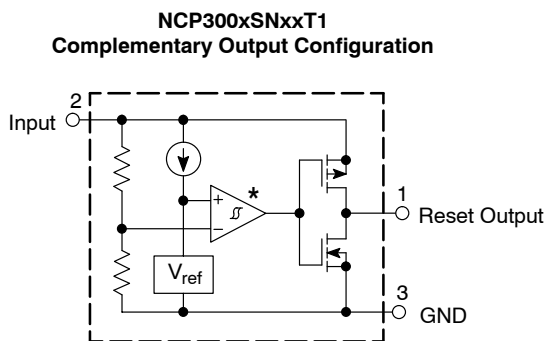 NCP300xSNxxT1
Complementary Output Configuration
2
Input
*
+
−
1
Reset Output
Vref
3
GND